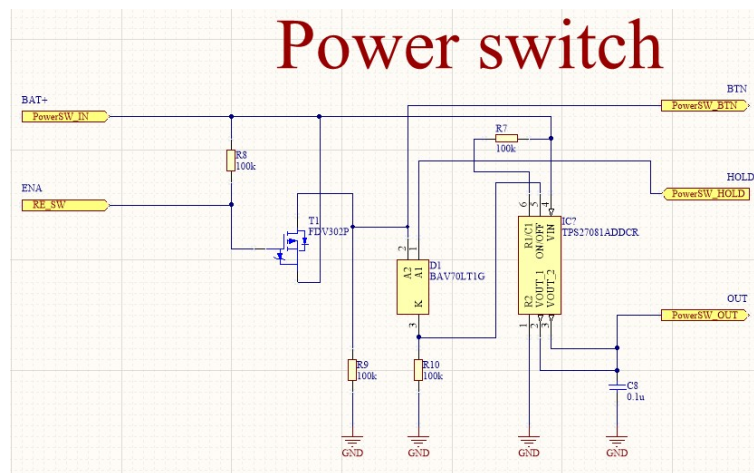 Power switch
BAT+
BTN
PowerSW_IN
PowerSW_BTN
R7
100k
R8
100k
ENA
HOLD
RE_SW
PowerSW_HOLD
T1
FDV302P
6
5
4
IC?
TPS27081ADDCR
R1/C1
ON/OFF
VIN
R2
VOUT_1
VOUT_2
1
2
3
2
1
D1
BAV70LT1G
A2
A1
K
3
OUT
PowerSW_OUT
R9
100k
R10
100k
C8
0.1u
GND
GND
GND
GND